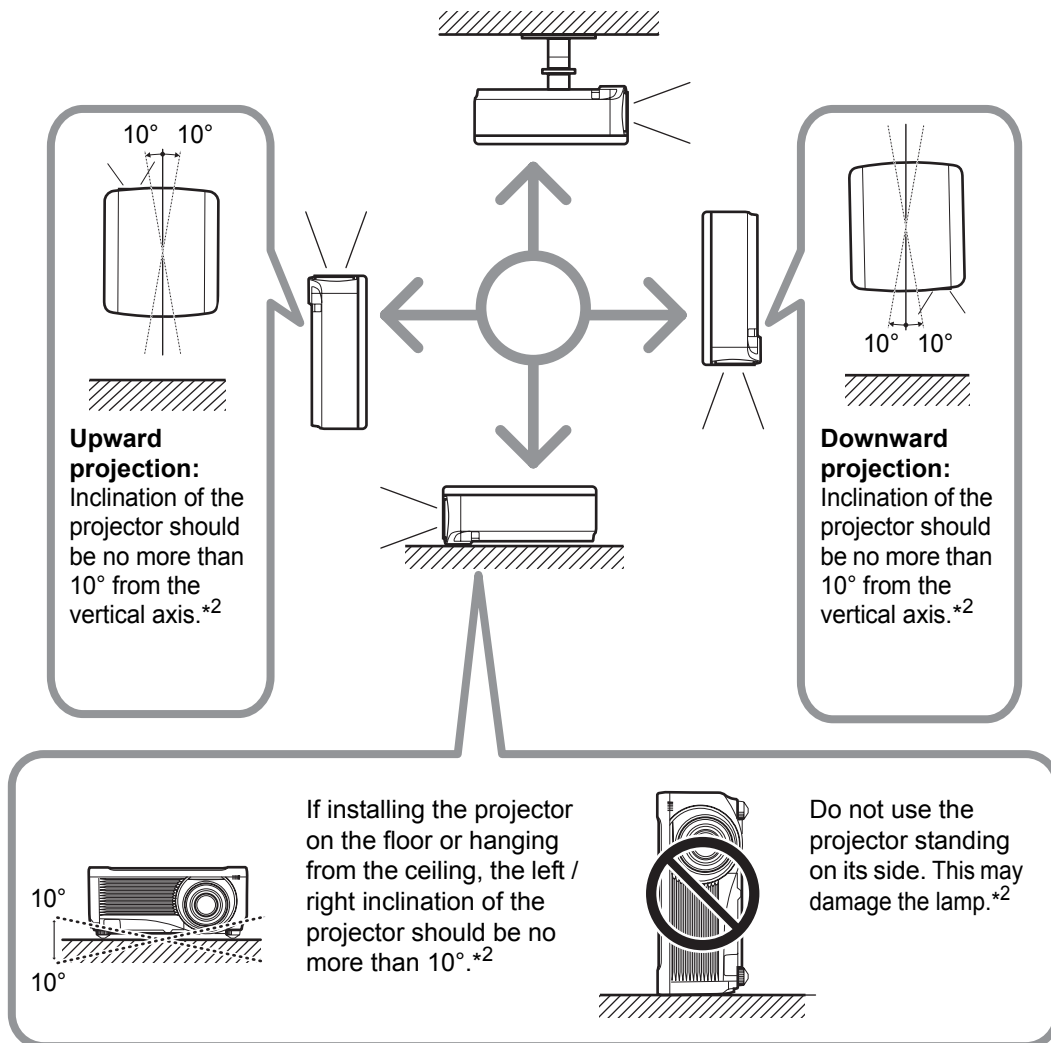 10° 10°
Upward
projection:
Inclination of the
projector should
be no more than
10° from the
vertical axis.*2
10° 10°
Downward
projection:
Inclination of the
projector should
be no more than
10° from the
vertical axis.*2
10°
10°
If installing the projector
on the floor or hanging
from the ceiling, the left /
right inclination of the
projector should be no
more than 10°.*2
Do not use the
projector standing
on its side. This may
damage the lamp.*2